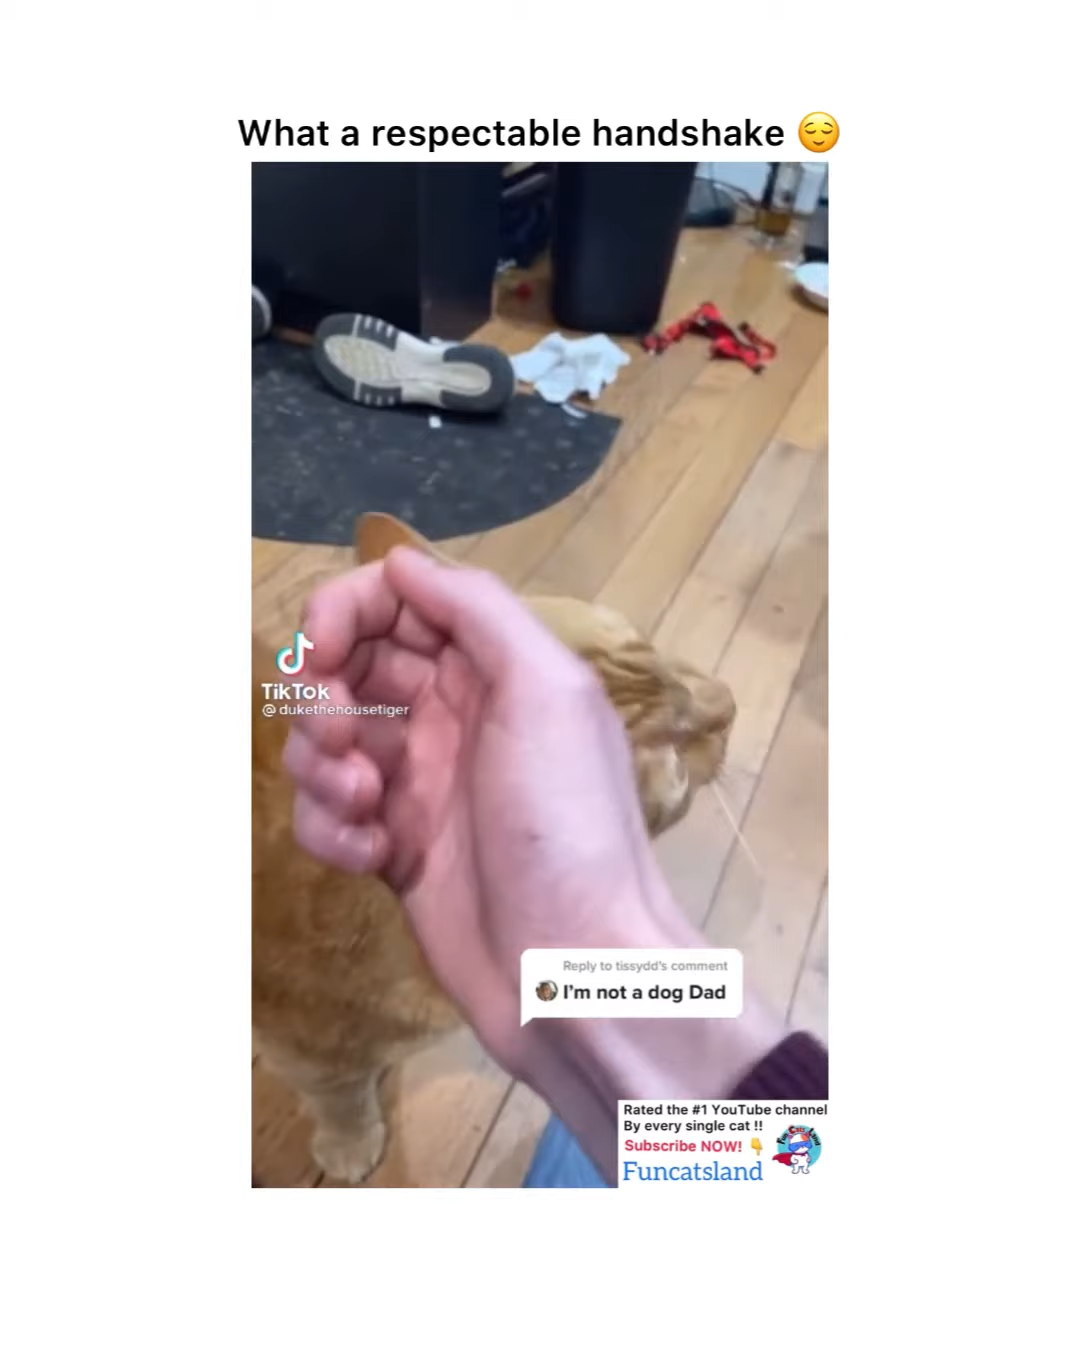 What a respectable handshake 😌
TikTok
@dukethehousetiger
Reply to tissydd's comment
I'm not a dog Dad
Rated the #1 YouTube channel
By every single cat !!
Subscribe NOW! 👇
Funcatsland